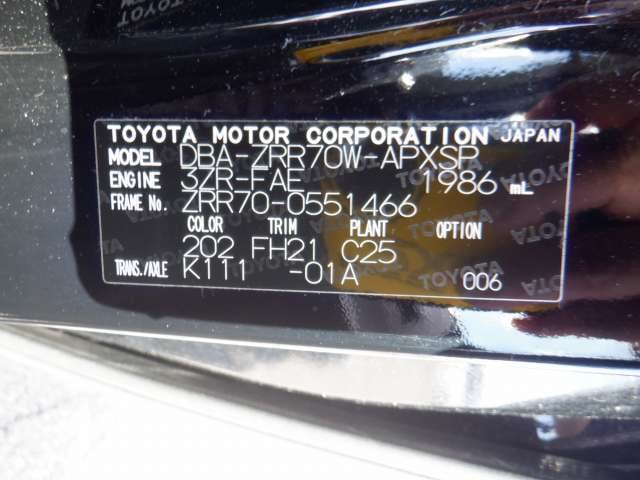 TOYOTA MOTOR CORPORATION JAPAN
MODEL DBA-ZRR70W-APXSP
ENGINE 3ZR-FAE 1986 mL
FRAME No. ZRR70-0551466
COLOR TRIM PLANT OPTION
202 FH21 C25
TRANS./AXLE K111 -01A 006